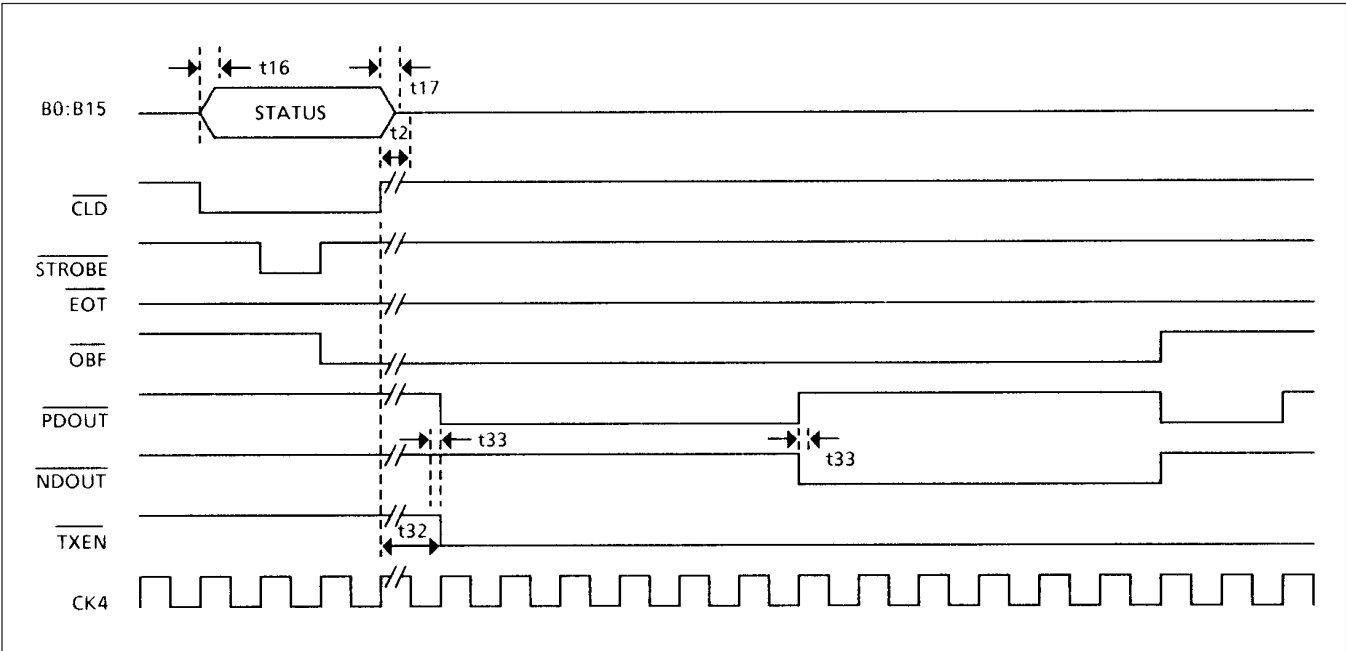 t16
t17
B0:B15
STATUS
t2
CLD
STROBE
EOT
OBF
PDOUT
t33
t33
NDOUT
t32
TXEN
CK4